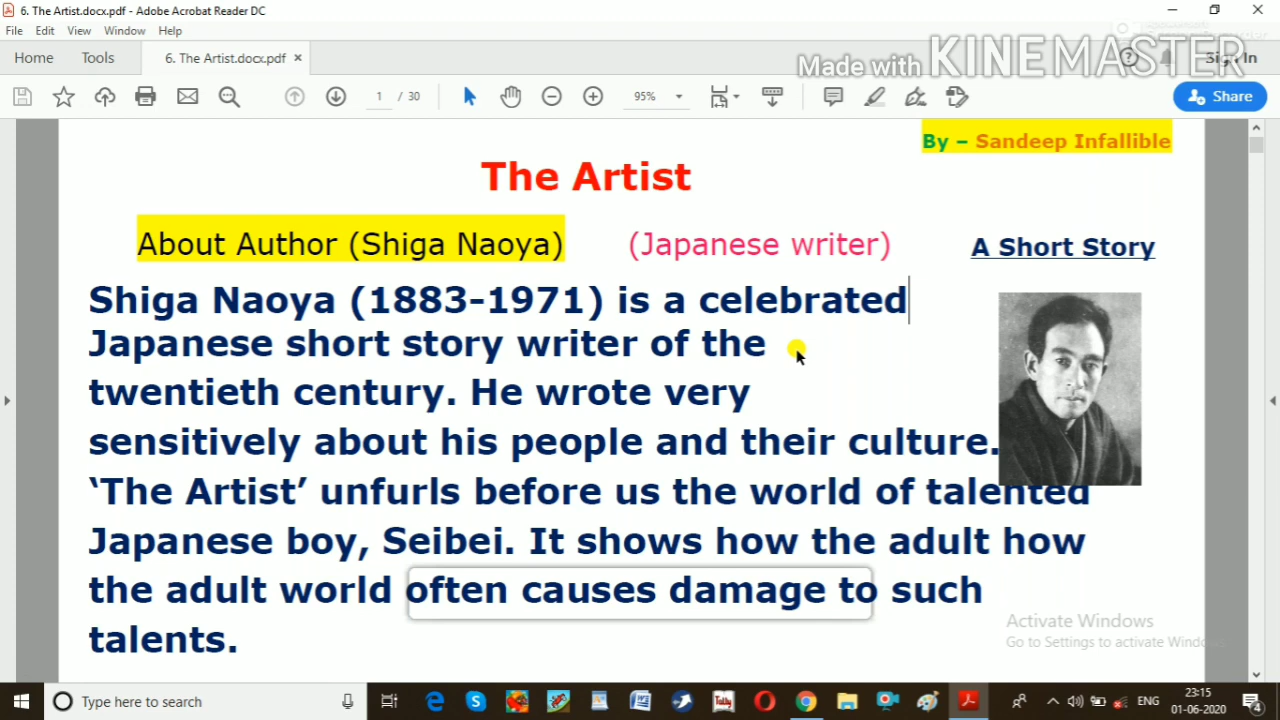 6. The Artist.docx.pdf - Adobe Acrobat Reader DC
File Edit View Window Help
Home Tools 6. The Artist.docx.pdf × Sign In
Made with KINEMASTER
1 / 30 95% Share
By – Sandeep Infallible
The Artist
About Author (Shiga Naoya) (Japanese writer) A Short Story
Shiga Naoya (1883-1971) is a celebrated
Japanese short story writer of the
twentieth century. He wrote very
sensitively about his people and their culture.
‘The Artist’ unfurls before us the world of talented
Japanese boy, Seibei. It shows how the adult how
the adult world often causes damage to such
talents.
Activate Windows
Go to Settings to activate Windows
Type here to search
Tally
ENG
23:15
01-06-2020
4